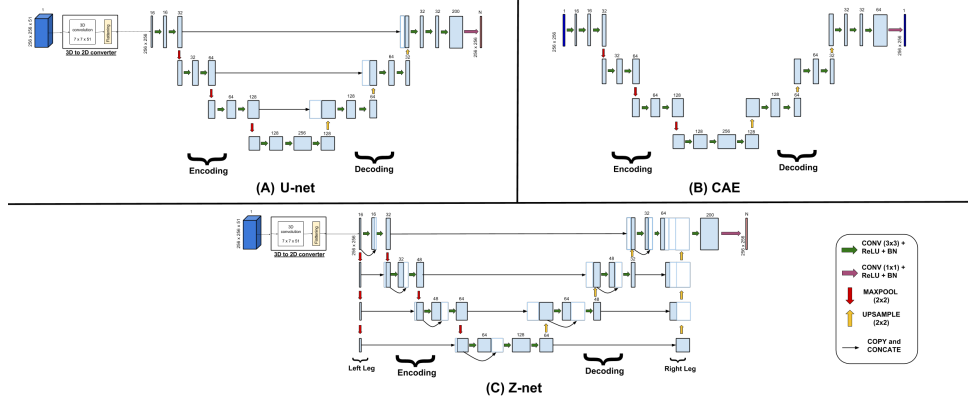 1
256 x 256 x 51
3D
convolution
7 x 7 x 51
Flattening
3D to 2D converter
256 x 256
16 16 32
32 32 200 N
256 x 256
32 64
64 32
64 128
128 64
128 256 128
Encoding
Decoding
(A) U-net
1 16 16 32
32 32 64 1
256 x 256
256 x 256
32 64
64 32
64 128
128 64
128 256 128
Encoding
Decoding
(B) CAE
1
256 x 256 x 51
3D
convolution
7 x 7 x 51
Flattening
3D to 2D converter
16 16 32
32 32 64 200 N
256 x 256
256 x 256
32 48
48 32
48 64
64 48
64 128 64
Left Leg
Encoding
Decoding
Right Leg
(C) Z-net
CONV (3x3) +
ReLU + BN
CONV (1x1) +
ReLU + BN
MAXPOOL
(2x2)
UPSAMPLE
(2x2)
COPY and
CONCATE